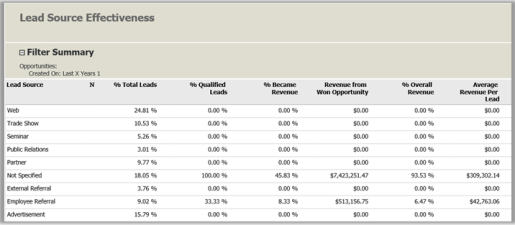 Lead Source Effectiveness
Filter Summary
Opportunities:
Created On: Last X Years 1
Lead Source N % Total Leads % Qualified Leads % Became Revenue Revenue from Won Opportunity % Overall Revenue Average Revenue Per Lead
Web 24.81 % 0.00 % 0.00 % $0.00 0.00 % $0.00
Trade Show 10.53 % 0.00 % 0.00 % $0.00 0.00 % $0.00
Seminar 5.26 % 0.00 % 0.00 % $0.00 0.00 % $0.00
Public Relations 3.01 % 0.00 % 0.00 % $0.00 0.00 % $0.00
Partner 9.77 % 0.00 % 0.00 % $0.00 0.00 % $0.00
Not Specified 18.05 % 100.00 % 45.83 % $7,423,251.47 93.53 % $309,302.14
External Referral 3.76 % 0.00 % 0.00 % $0.00 0.00 % $0.00
Employee Referral 9.02 % 33.33 % 8.33 % $513,156.75 6.47 % $42,763.06
Advertisement 15.79 % 0.00 % 0.00 % $0.00 0.00 % $0.00